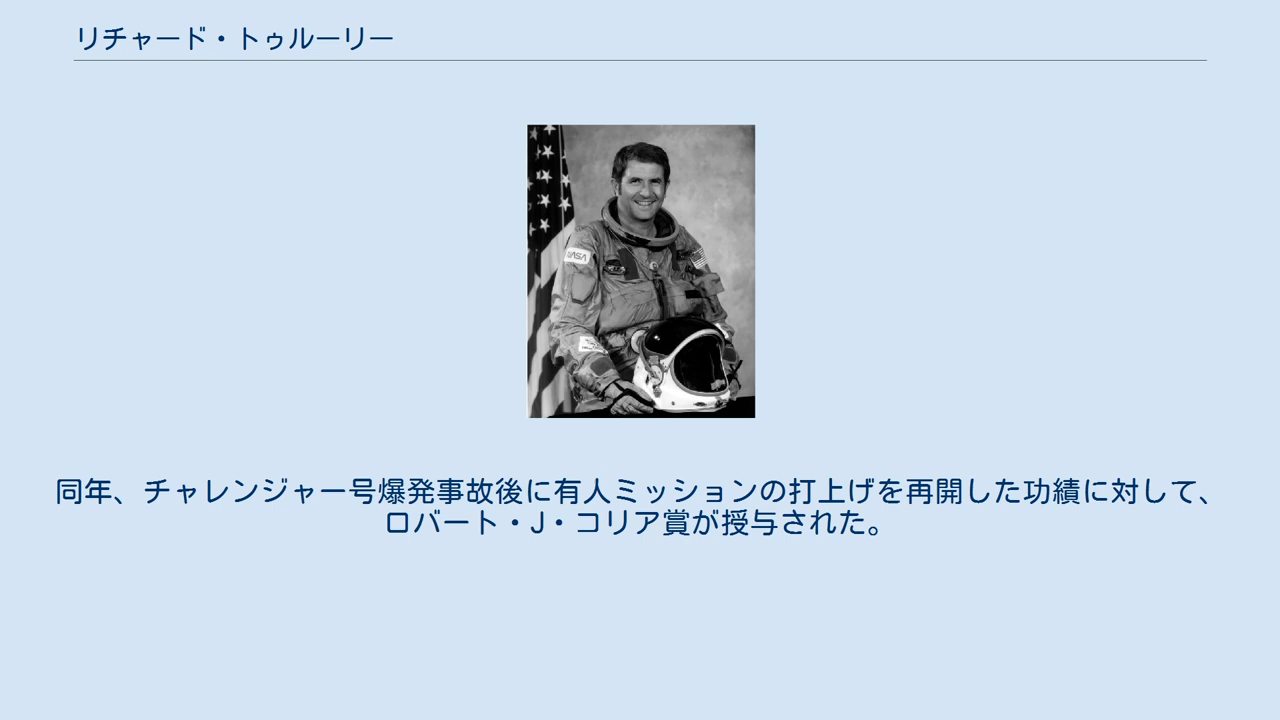 リチャード・トゥルーリー
NASA
同年、チャレンジャー号爆発事故後に有人ミッションの打上げを再開した功績に対して、
ロバート・J・コリア賞が授与された。